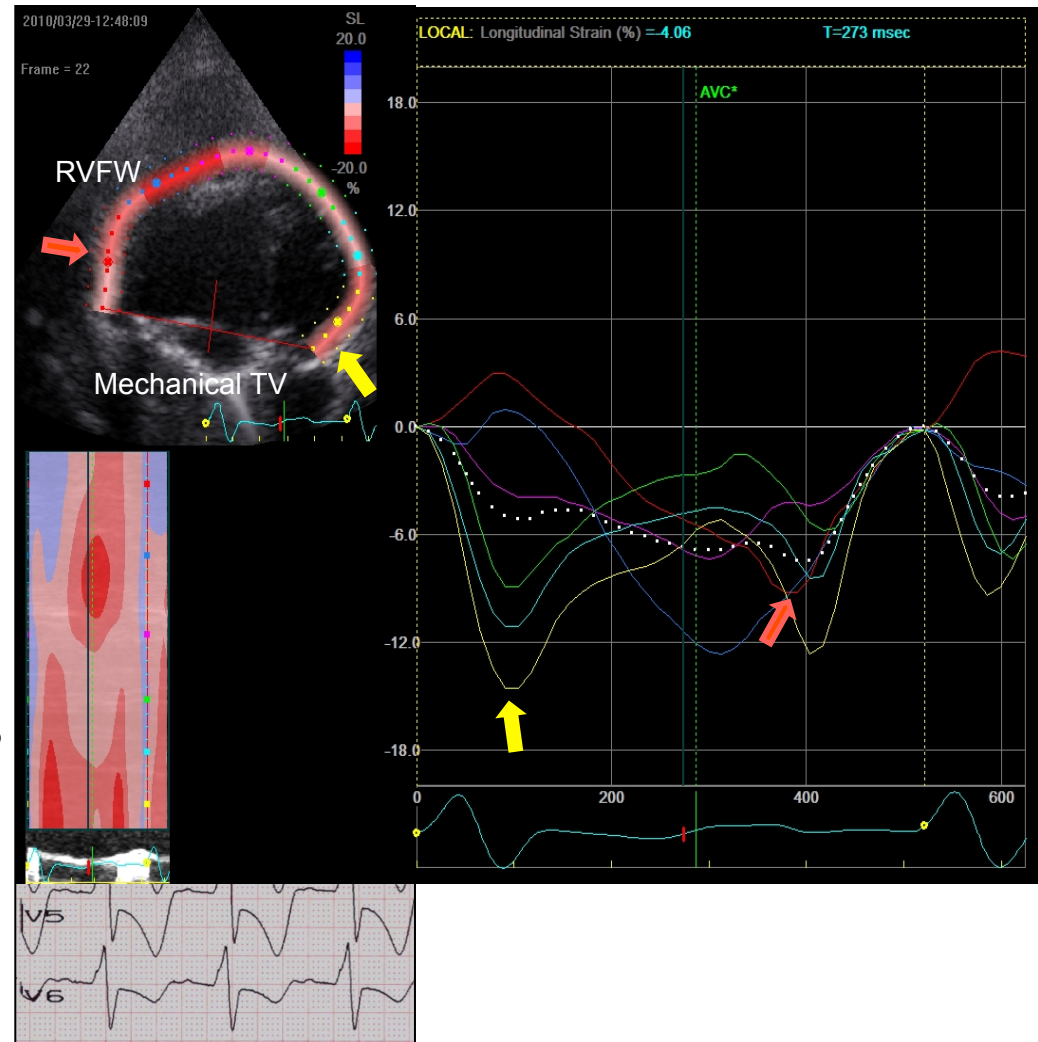 2010/03/29-12:48:09
SL
20.0
Frame = 22
-20.0
%
RVFW
Mechanical TV
LOCAL: Longitudinal Strain (%) =-4.06 T=273 msec
AVC*
18.0
12.0
6.0
0.0
-6.0
-12.0
-18.0
0 200 400 600
V5
V6